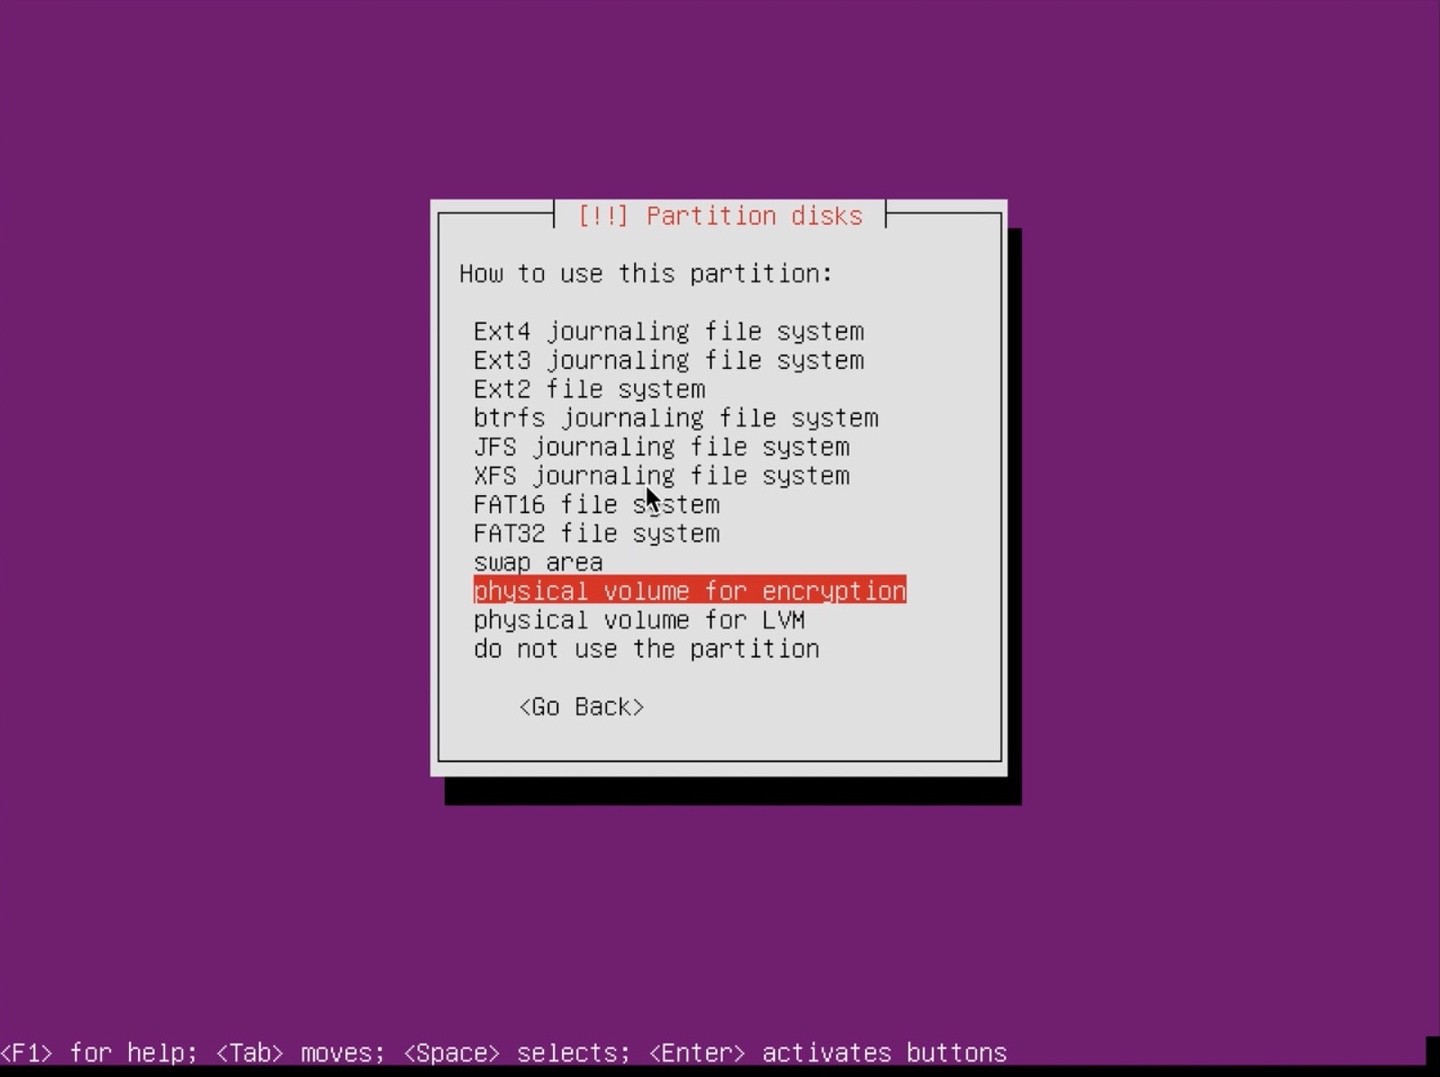 [!!] Partition disks
How to use this partition:
Ext4 journaling file system
Ext3 journaling file system
Ext2 file system
btrfs journaling file system
JFS journaling file system
XFS journaling file system
FAT16 file system
FAT32 file system
swap area
physical volume for encryption
physical volume for LVM
do not use the partition
<Go Back>
<F1> for help; <Tab> moves; <Space> selects; <Enter> activates buttons